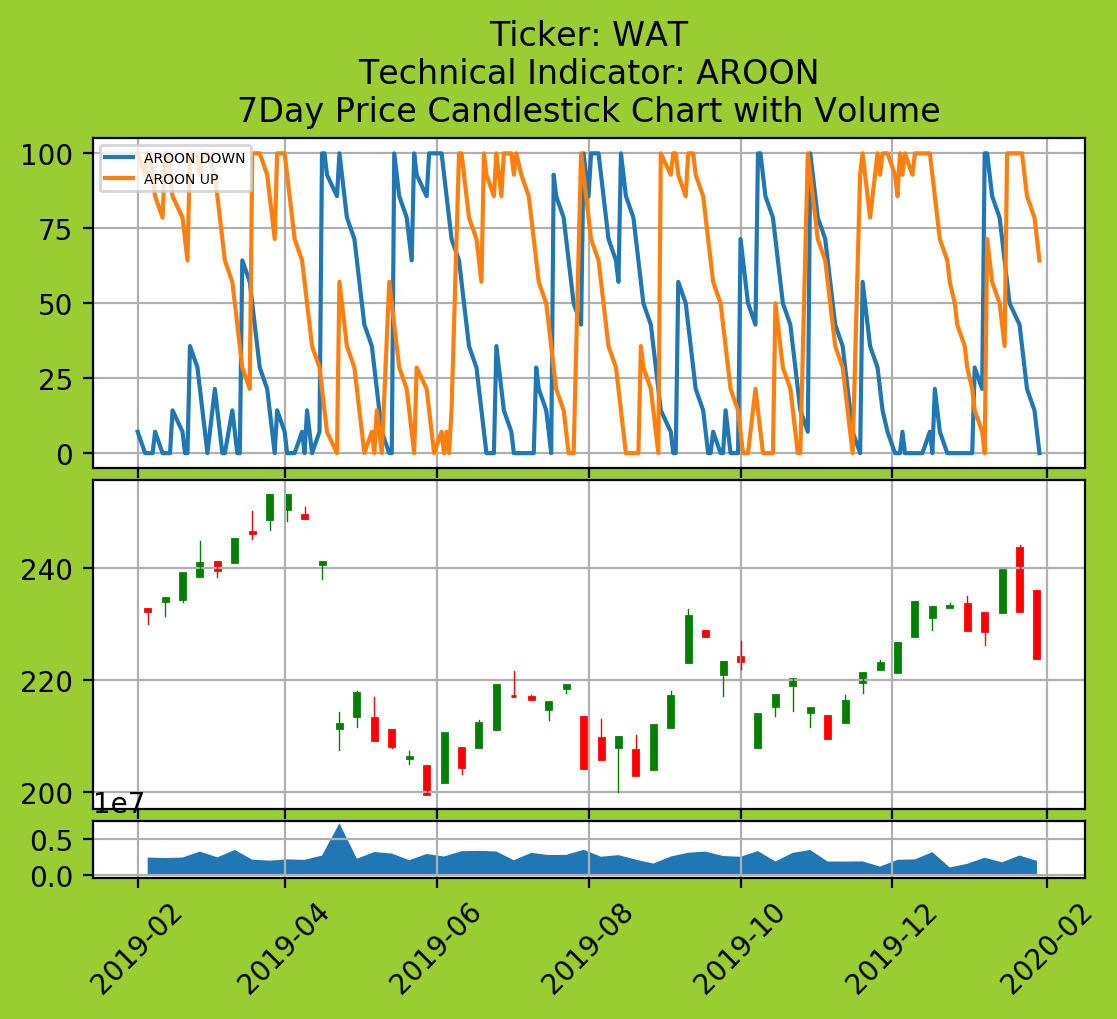 Ticker: WAT
Technical Indicator: AROON
7Day Price Candlestick Chart with Volume
100
75
50
25
0
AROON DOWN
AROON UP
240
220
200
1e7
0.5
0.0
2019-02
2019-04
2019-06
2019-08
2019-10
2019-12
2020-02